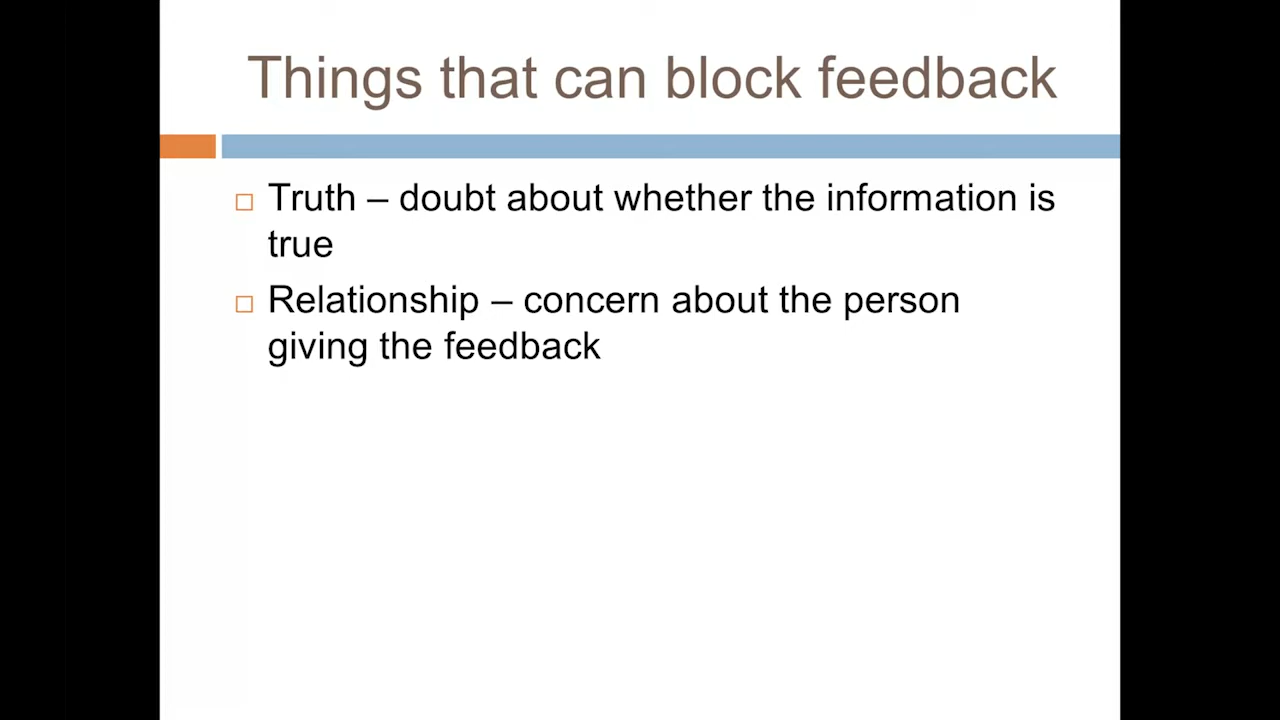 Things that can block feedback
Truth – doubt about whether the information is
true
Relationship – concern about the person
giving the feedback